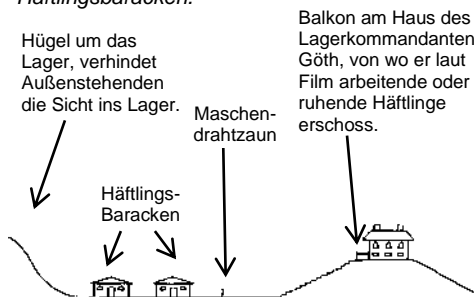 Häftlingsbaracken.
Hügel um das
Lager, verhindet
Außenstehenden
die Sicht ins Lager.
Maschen-
drahtzaun
Häftlings-
Baracken
Balkon am Haus des
Lagerkommandanten
Göth, von wo er laut
Film arbeitende oder
ruhende Häftlinge
erschoss.